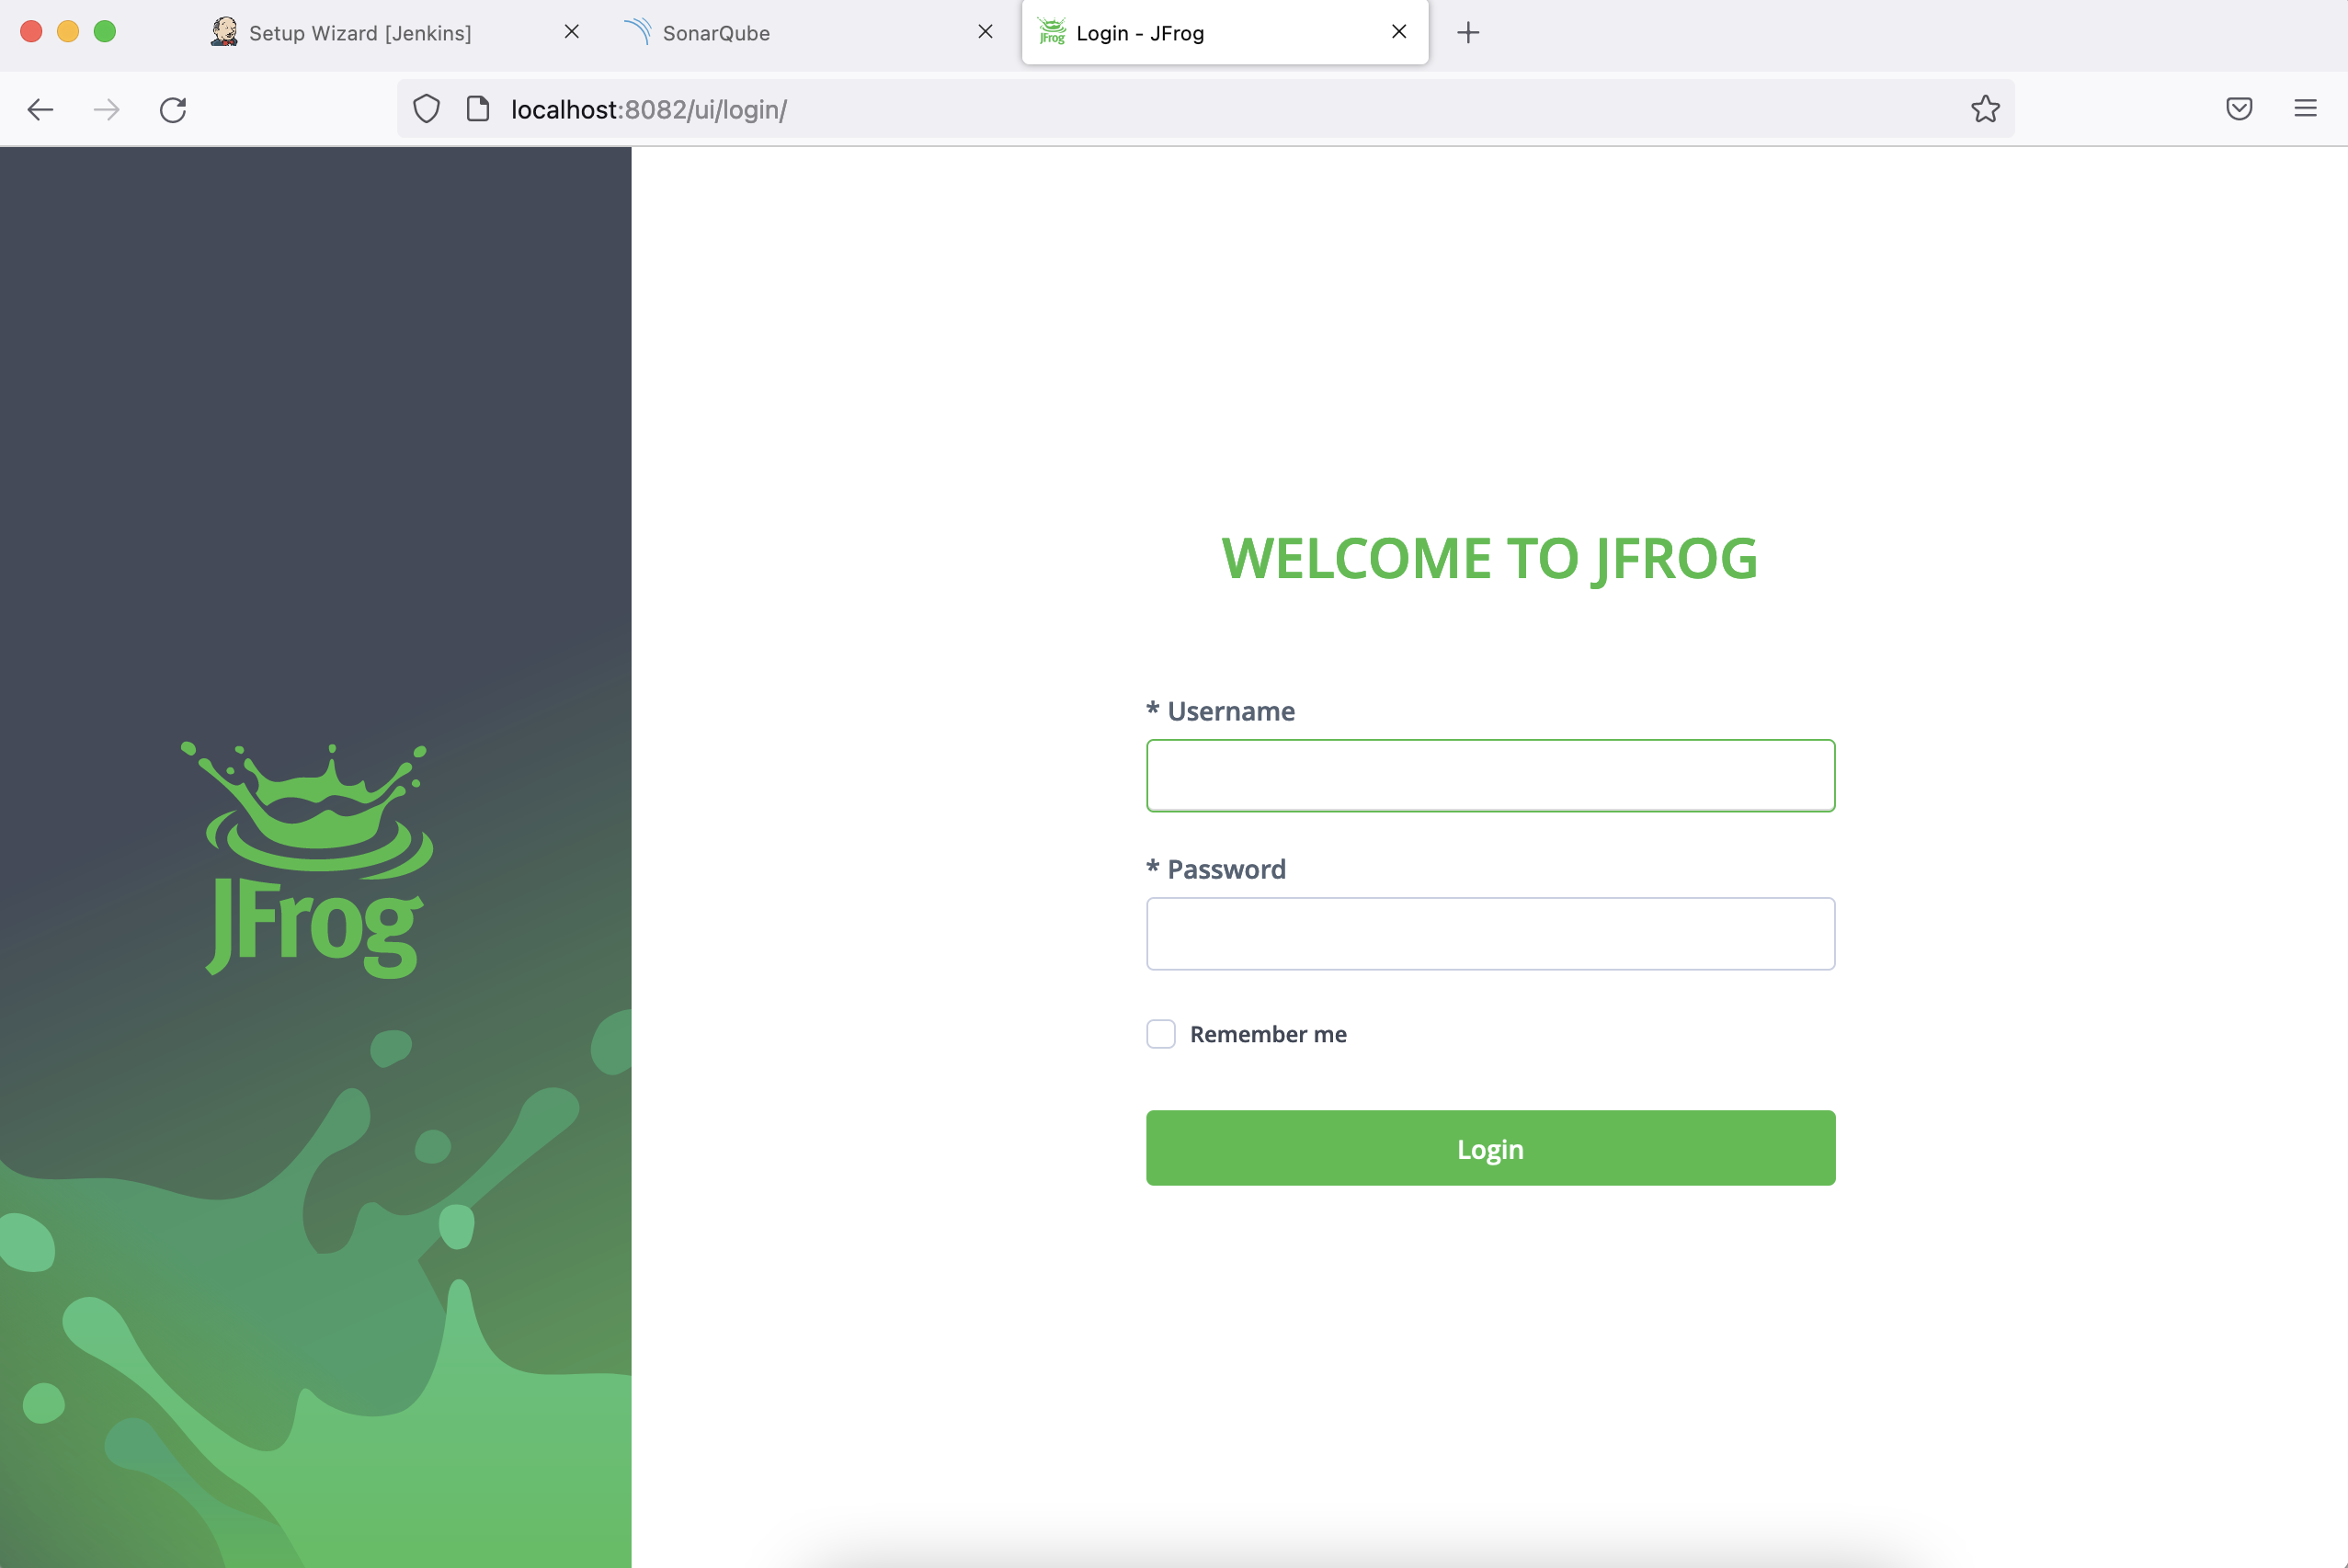 Setup Wizard [Jenkins]
SonarQube
JFrog
Login - JFrog
localhost:8082/ui/login/
JFrog
WELCOME TO JFROG
* Username
* Password
Remember me
Login